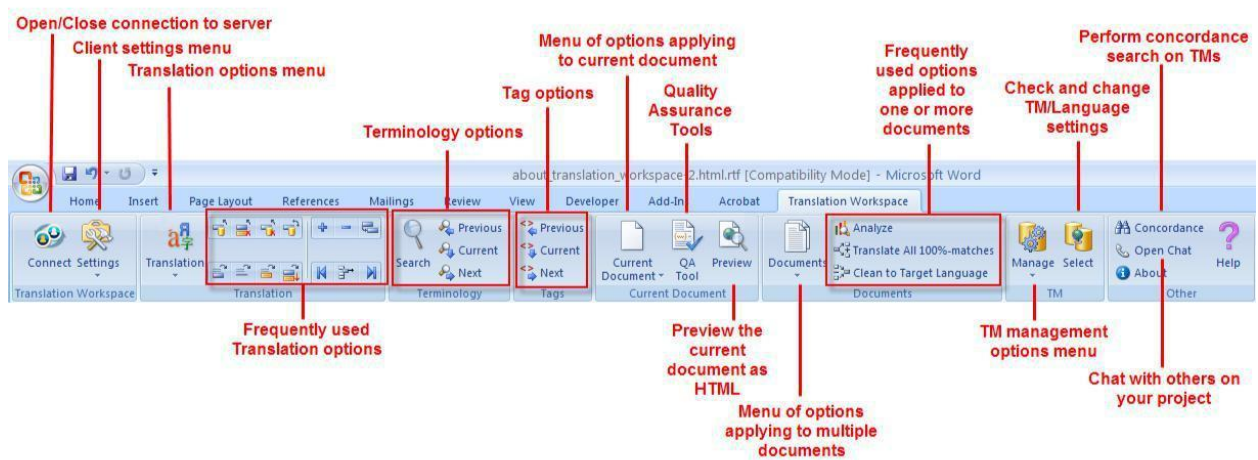 Open/Close connection to server
Client settings menu
Translation options menu
Terminology options
Tag options
Menu of options applying
to current document
Quality
Assurance
Tools
Frequently
used options
applied to
one or more
documents
Check and change
TM/Language
settings
Perform concordance
search on TMs
about_translation_workspace-2.html.rtf [Compatibility Mode] - Microsoft Word
Home Insert Page Layout References Mailings Review View Developer Add-In Acrobat Translation Workspace
Connect Settings
Translation Workspace
Translation
Translation
Search
Previous
Current
Next
Terminology
Previous
Current
Next
Tags
Current
Document
QA
Tool
Preview
Current Document
Documents
Analyze
Translate All 100%-matches
Clean to Target Language
Documents
Manage Select
TM
Concordance
Open Chat
About
Help
Other
Frequently used
Translation options
Preview the
current
document as
HTML
Menu of options
applying to multiple
documents
TM management
options menu
Chat with others on
your project